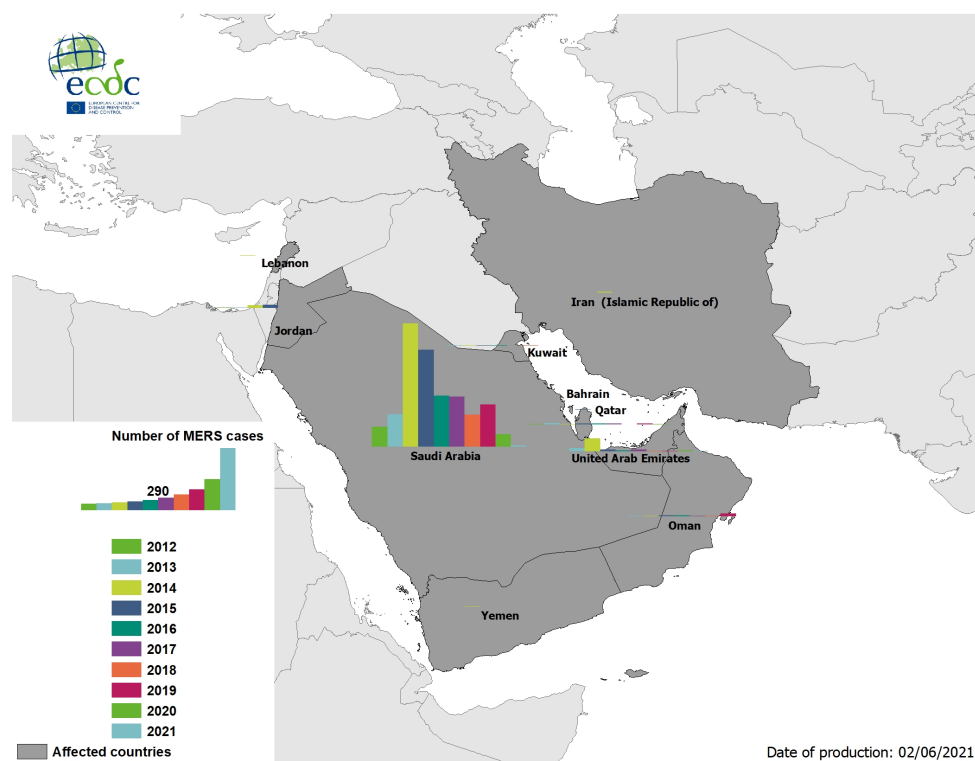 ecdc
EUROPEAN CENTRE FOR
DISEASE PREVENTION
AND CONTROL
Lebanon
Iran (Islamic Republic of)
Jordan
Kuwait
Bahrain
Qatar
Saudi Arabia
United Arab Emirates
Oman
Yemen
Number of MERS cases
290
2012
2013
2014
2015
2016
2017
2018
2019
2020
2021
Affected countries
Date of production: 02/06/2021